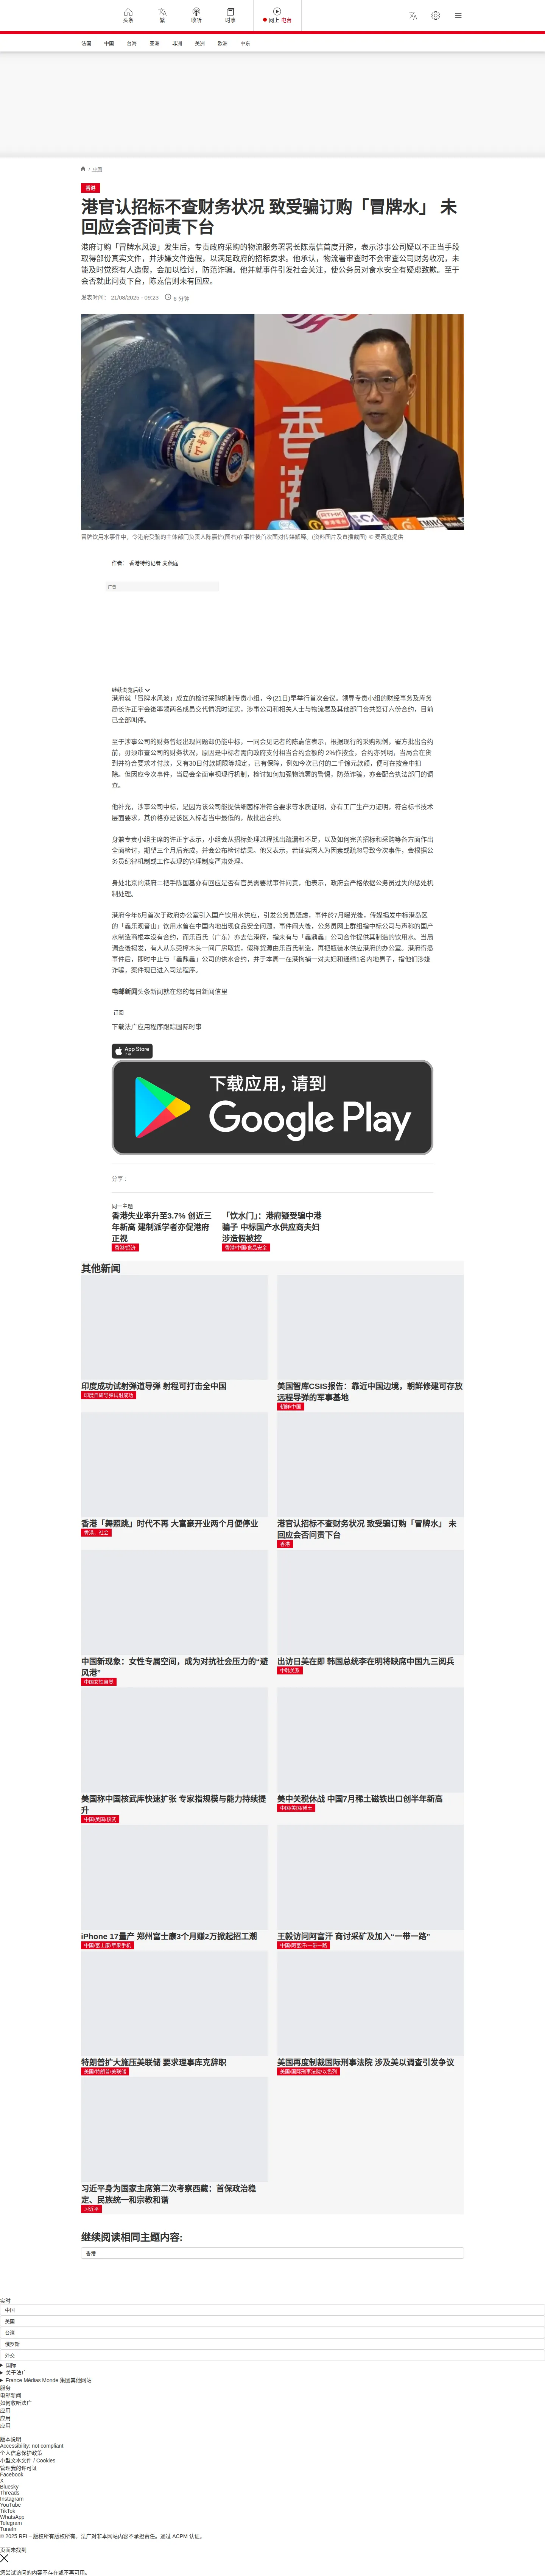 头条
繁
收听
时事
网上 电台
法国 中国 台海 亚洲 非洲 美洲 欧洲 中东
/ 中国
香港
港官认招标不查财务状况 致受骗订购「冒牌水」 未
回应会否问责下台
港府订购「冒牌水风波」发生后，专责政府采购的物流服务署署长陈嘉信首度开腔，表示涉事公司疑以不正当手段
取得部份真实文件，并涉嫌文件造假，以满足政府的招标要求。他承认，物流署审查时不会审查公司财务收况，未
能及时觉察有人造假，会加以检讨，防范诈骗。他并就事件引发社会关注，使公务员对食水安全有疑虑致歉。至于
会否就此问责下台，陈嘉信则未有回应。
发表时间： 21/08/2025 - 09:23 6 分钟
冒牌饮用水事件中，令港府受骗的主体部门负责人陈嘉信(图右)在事件後首次面对传媒解释。(资料图片及直播截图) © 麦燕庭提供
作者： 香港特约记者 麦燕庭
广告
继续浏览后续
港府就「冒牌水风波」成立的检讨采购机制专责小组，今(21日)早举行首次会议。领导专责小组的财经事务及库务
局长许正宇会後率领两名成员交代情况时证实，涉事公司和相关人士与物流署及其他部门合共签订六份合约，目前
已全部叫停。
至于涉事公司的财务曾经出现问题却仍能中标，一同会见记者的陈嘉信表示，根据现行的采购规例，署方批出合约
前，毋须审查公司的财务状况，原因是中标者需向政府支付相当合约金额的 2%作按金，合约亦列明，当局会在货
到并符合要求才付款，又有30日付款期限等规定，已有保障，例如今次已付的二千馀元款额，便可在按金中扣
除。但因应今次事件，当局会全面审视现行机制，检讨如何加强物流署的警惕，防范诈骗。亦会配合执法部门的调
查。
他补充，涉事公司中标，是因为该公司能提供细菌标准符合要求等水质证明，亦有工厂生产力证明，符合标书技术
层面要求，其价格亦是该区入标者当中最低的，故批出合约。
身兼专责小组主席的许正宇表示，小组会从招标处理过程找出疏漏和不足，以及如何完善招标和采购等各方面作出
全面检讨，期望三个月后完成，并会公布检讨结果。他又表示，若证实因人为因素或疏忽导致今次事件，会根据公
务员纪律机制或工作表现的管理制度严肃处理。
身处北京的港府二把手陈国基亦有回应是否有官员需要就事件问责，他表示，政府会严格依据公务员过失的惩处机
制处理。
港府今年6月首次于政府办公室引入国产饮用水供应，引发公务员疑虑，事件於7月曝光後，传媒揭发中标港岛区
的「鑫乐观音山」饮用水曾在中国内地出现食品安全问题，事件闹大後，公务员网上群组指中标公司与声称的国产
水制造商根本没有合约，而乐百氏（广东）亦去信港府，指未有与「鑫鼎鑫」公司合作提供其制造的饮用水。当局
调查後揭发，有人从东莞樟木头一间厂房取货，假称货源由乐百氏制造，再把瓶装水供应港府的办公室。港府得悉
事件后，即时中止与「鑫鼎鑫」公司的供水合约，并于本周一在港拘捕一对夫妇和通缉1名内地男子，指他们涉嫌
诈骗，案件现已进入司法程序。
电邮新闻头条新闻就在您的每日新闻信里
订阅
下载法广应用程序跟踪国际时事
App Store
下载
下载应用，请到
Google Play
分享 :
同一主题
香港失业率升至3.7% 创近三
年新高 建制派学者亦促港府
正视
香港/经济
「饮水门」：港府疑受骗中港
骗子 中标国产水供应商夫妇
涉造假被控
香港/中国/食品安全
其他新闻
印度成功试射弹道导弹 射程可打击全中国
印度自研导弹试射成功
美国智库CSIS报告：靠近中国边境，朝鲜修建可存放
远程导弹的军事基地
朝鲜/中国
香港「舞照跳」时代不再 大富豪开业两个月便停业
香港、社会
港官认招标不查财务状况 致受骗订购「冒牌水」 未
回应会否问责下台
香港
中国新现象：女性专属空间，成为对抗社会压力的“避
风港”
中国女性自觉
出访日美在即 韩国总统李在明将缺席中国九三阅兵
中韩关系
美国称中国核武库快速扩张 专家指规模与能力持续提
升
中国/美国/核武
美中关税休战 中国7月稀土磁铁出口创半年新高
中国/美国/稀土
iPhone 17量产 郑州富士康3个月赚2万掀起招工潮
中国/富士康/苹果手机
王毅访问阿富汗 商讨采矿及加入“一带一路”
中国/阿富汗/一带一路
特朗普扩大施压美联储 要求理事库克辞职
美国/特朗普/美联储
美国再度制裁国际刑事法院 涉及美以调查引发争议
美国/国际刑事法院/以色列
习近平身为国家主席第二次考察西藏：首保政治稳
定、民族统一和宗教和谐
习近平
继续阅读相同主题内容:
香港
实时
中国
美国
台湾
俄罗斯
外交
国际
关于法广
France Médias Monde 集团其他网站
服务
电邮新闻
如何收听法广
应用
应用
应用
版本说明
Accessibility: not compliant
个人信息保护政策
小型文本文件 / Cookies
管理我的许可证
Facebook
X
Bluesky
Threads
Instagram
YouTube
TikTok
WhatsApp
Telegram
TuneIn
© 2025 RFI – 版权所有版权所有。法广对非本网站内容不承担责任。通过 ACPM 认证。
页面未找到
您尝试访问的内容不存在或不再可用。